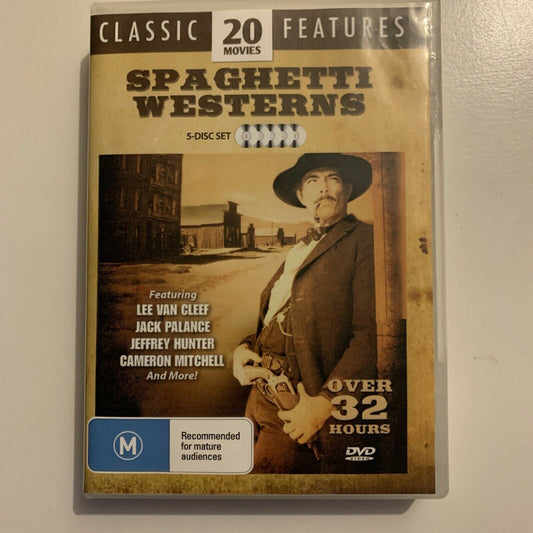 CLASSIC 20 MOVIES FEATURES
SPAGHETTI
WESTERNS
5-DISC SET
Featuring
LEE VAN CLEEF
JACK PALANCE
JEFFREY HUNTER
CAMERON MITCHELL
And More!
OVER
32
HOURS
M
Recommended
for mature
audiences
DVD
VIDEO